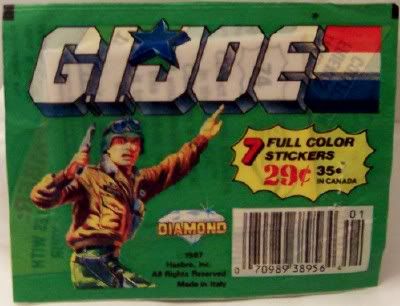 G.I.JOE
7 FULL COLOR
STICKERS
29¢ 35¢
IN CANADA
DIAMOND
1987
Hasbro, Inc.
All Rights Reserved
Made in Italy
01
0 70989 38956 4